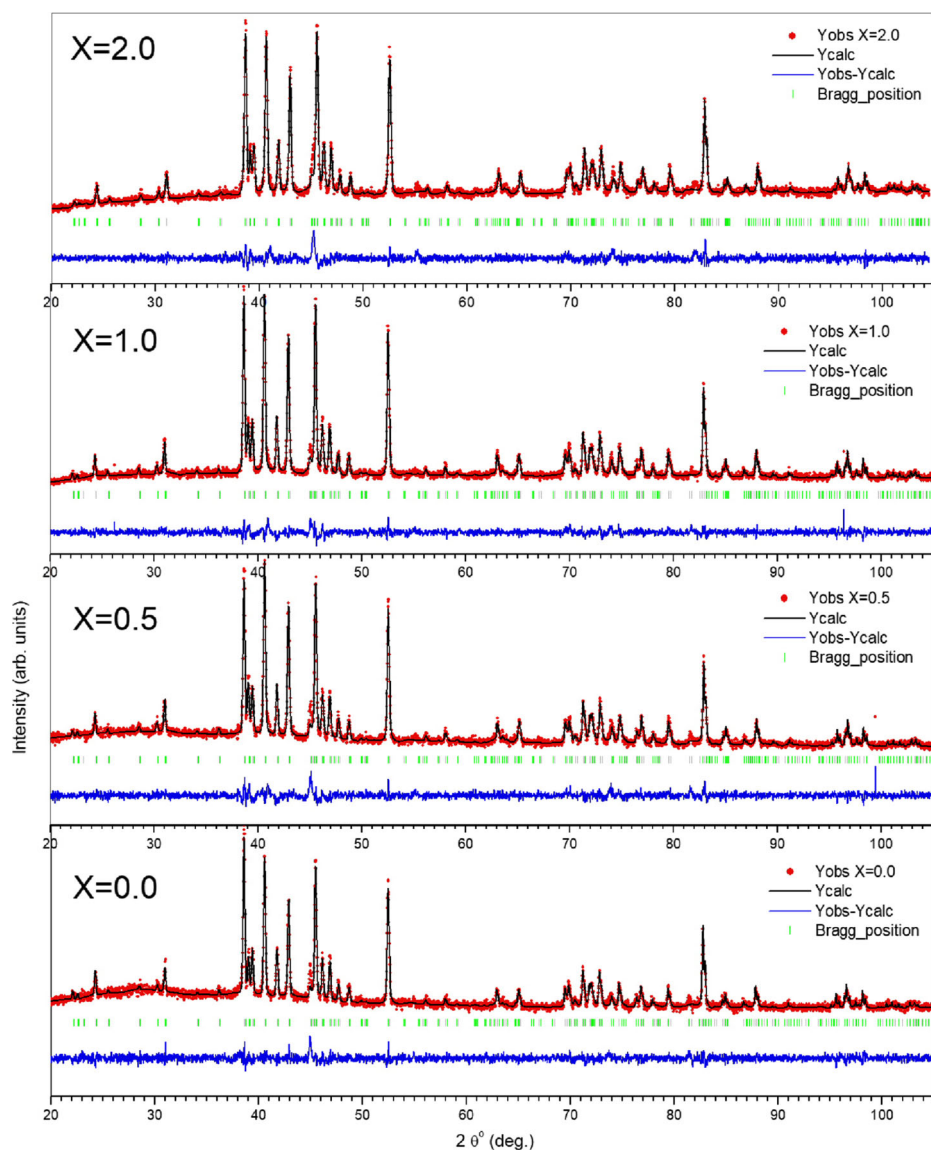 X=2.0
Yobs X=2.0
Ycalc
Yobs-Ycalc
Bragg_position
20 30 40 50 60 70 80 90 100
X=1.0
Yobs X=1.0
Ycalc
Yobs-Ycalc
Bragg_position
20 30 40 50 60 70 80 90 100
Intensity (arb. units)
X=0.5
Yobs X=0.5
Ycalc
Yobs-Ycalc
Bragg_position
20 30 40 50 60 70 80 90 100
X=0.0
Yobs X=0.0
Ycalc
Yobs-Ycalc
Bragg_position
20 30 40 50 60 70 80 90 100
2 θ° (deg.)